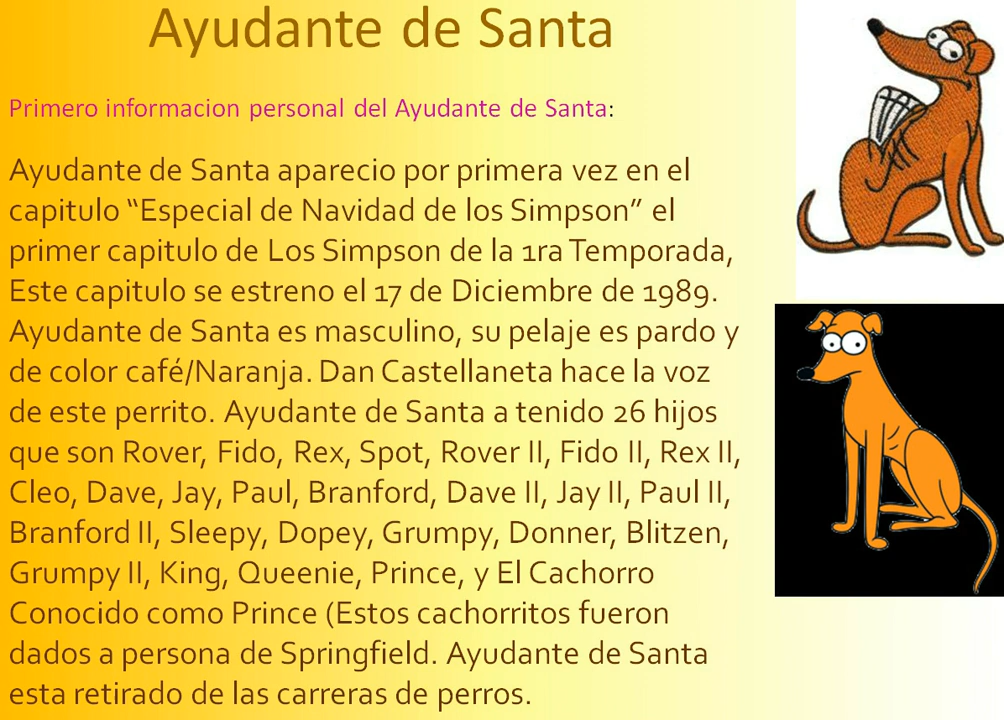 Ayudante de Santa
Primero informacion personal del Ayudante de Santa:
Ayudante de Santa aparecio por primera vez en el
capitulo “Especial de Navidad de los Simpson” el
primer capitulo de Los Simpson de la 1ra Temporada,
Este capitulo se estreno el 17 de Diciembre de 1989.
Ayudante de Santa es masculino, su pelaje es pardo y
de color café/Naranja. Dan Castellaneta hace la voz
de este perrito. Ayudante de Santa a tenido 26 hijos
que son Rover, Fido, Rex, Spot, Rover II, Fido II, Rex II,
Cleo, Dave, Jay, Paul, Branford, Dave II, Jay II, Paul II,
Branford II, Sleepy, Dopey, Grumpy, Donner, Blitzen,
Grumpy II, King, Queenie, Prince, y El Cachorro
Conocido como Prince (Estos cachorritos fueron
dados a persona de Springfield. Ayudante de Santa
esta retirado de las carreras de perros.